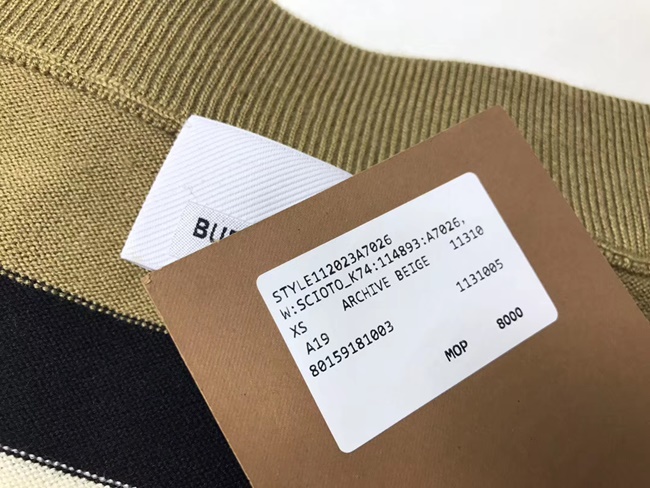 BU
STYLE112023A7026
W:SCIOTO_K74:114893:A7026,
XS ARCHIVE BEIGE 11310
A19 1131005
80159181003
MOP 8000